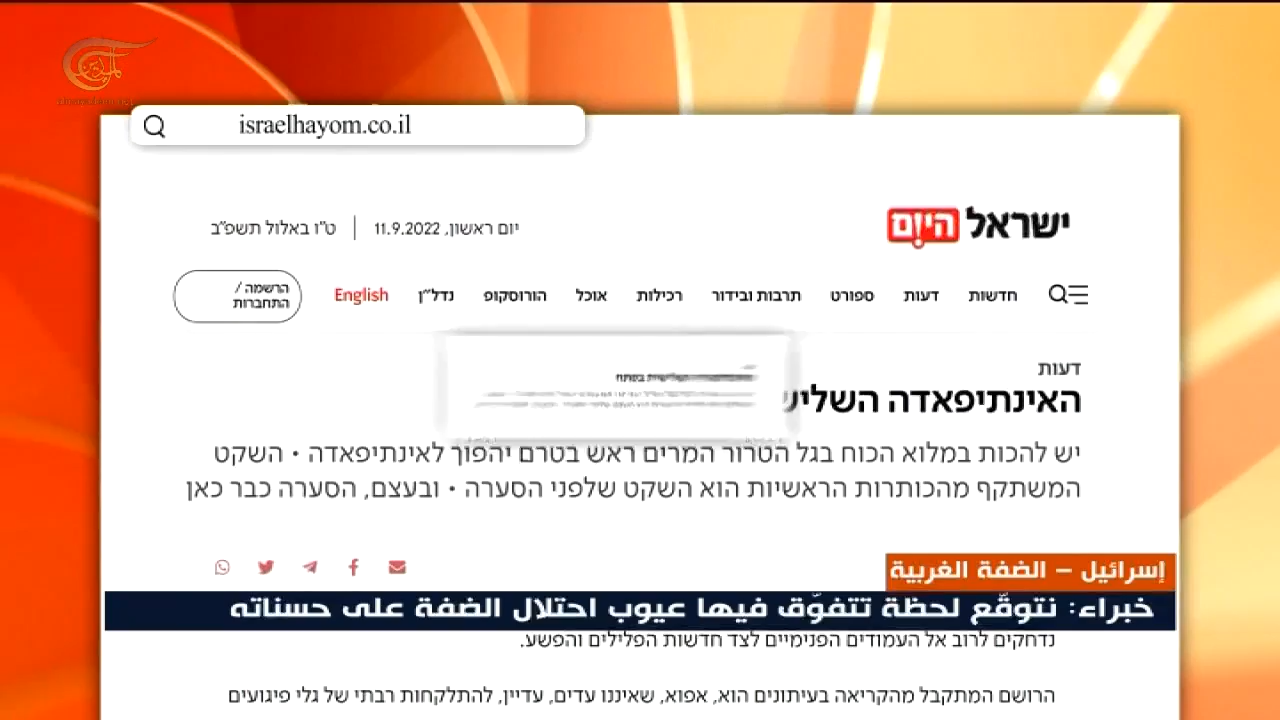 israelhayom.co.il
ישראל היום
יום ראשון, 11.9.2022 | ט"ו באלול תשפ"ב
חדשות דעות ספורט תרבות ובידור רכילות אוכל הורוסקופ נדל"ן English הרשמה / התחברות
דעות
האינתיפאדה השליש
יש להכות במלוא הכוח בגל הטרור המרים ראש בטרם יהפוך לאינתיפאדה • השקט
המשתקף מהכותרות הראשיות הוא השקט שלפני הסערה • ובעצם, הסערה כבר כאן
إسرائيل – الضفة الغربية
خبراء: نتوقّع لحظة تتفوّق فيها عيوب احتلال الضفة على حسناته
נדחקים לרוב אל העמודים הפנימיים לצד חדשות הפלילים והפשע.
הרושם המתקבל מהקריאה בעיתונים הוא, אפוא, שאיננו עדים, עדיין, להתלקחות רבתי של גלי פיגועים